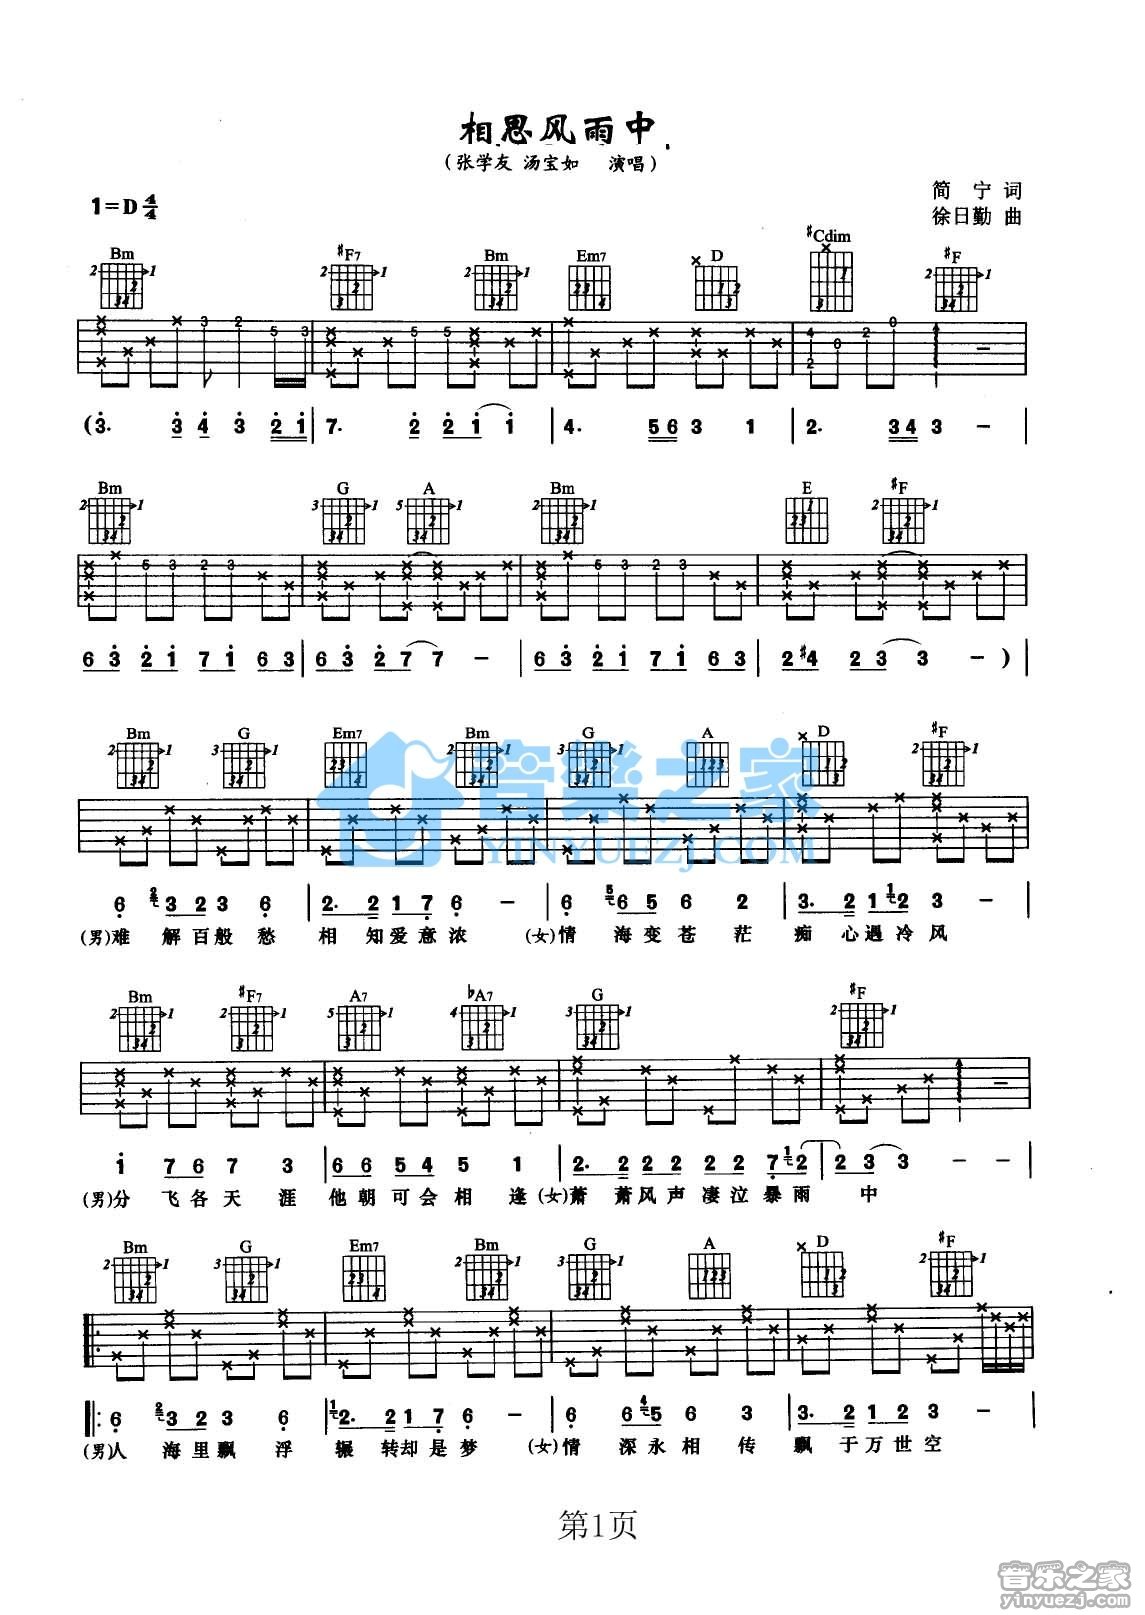 相思风雨中
(张学友 汤宝如 演唱)
简 宁 词
1=D 4/4
徐日勤 曲
Bm #F7 Bm Em7 D #Cdim #F
(3. 3 4 3 2 1 | 7. 2 2 1 1 | 4. 5 6 3 1 | 2. 3 4 3 - |
Bm G A Bm E #F
6 3 2 1 7 1 6 3 | 6 3 2 7 7 - | 6 3 2 1 7 1 6 3 | 2 #4 2 3 3 - ) |
Bm G Em7 Bm G A D #F
音樂之家
YINYUEZJ.COM
6 3 2 3 6 | 2. 2 1 7 6 - | 6 6 5 6 2 | 3. 2 1 2 3 - |
(男)难 解百般愁 相 知爱意浓 (女)情 海变苍茫 痴 心遇冷风
Bm #F7 A7 bA7 G #F
1 7 6 7 3 | 6 6 5 4 5 1 | 2. 2 2 2 2 2 7 2 | 2 3 3 - - |
(男)分 飞各天涯 他朝可会相逢 (女)萧 萧风声凄泣暴雨 中
Bm G Em7 Bm G A D #F
6 3 2 3 6 | 2. 2 1 7 6 - | 6 6 5 6 3 | 3. 2 1 2 3 - |
(男)人 海里飘浮 辗 转却是梦 (女)情 深永相传 飘 于万世空
第1页
音乐之家
yinyuezj.com